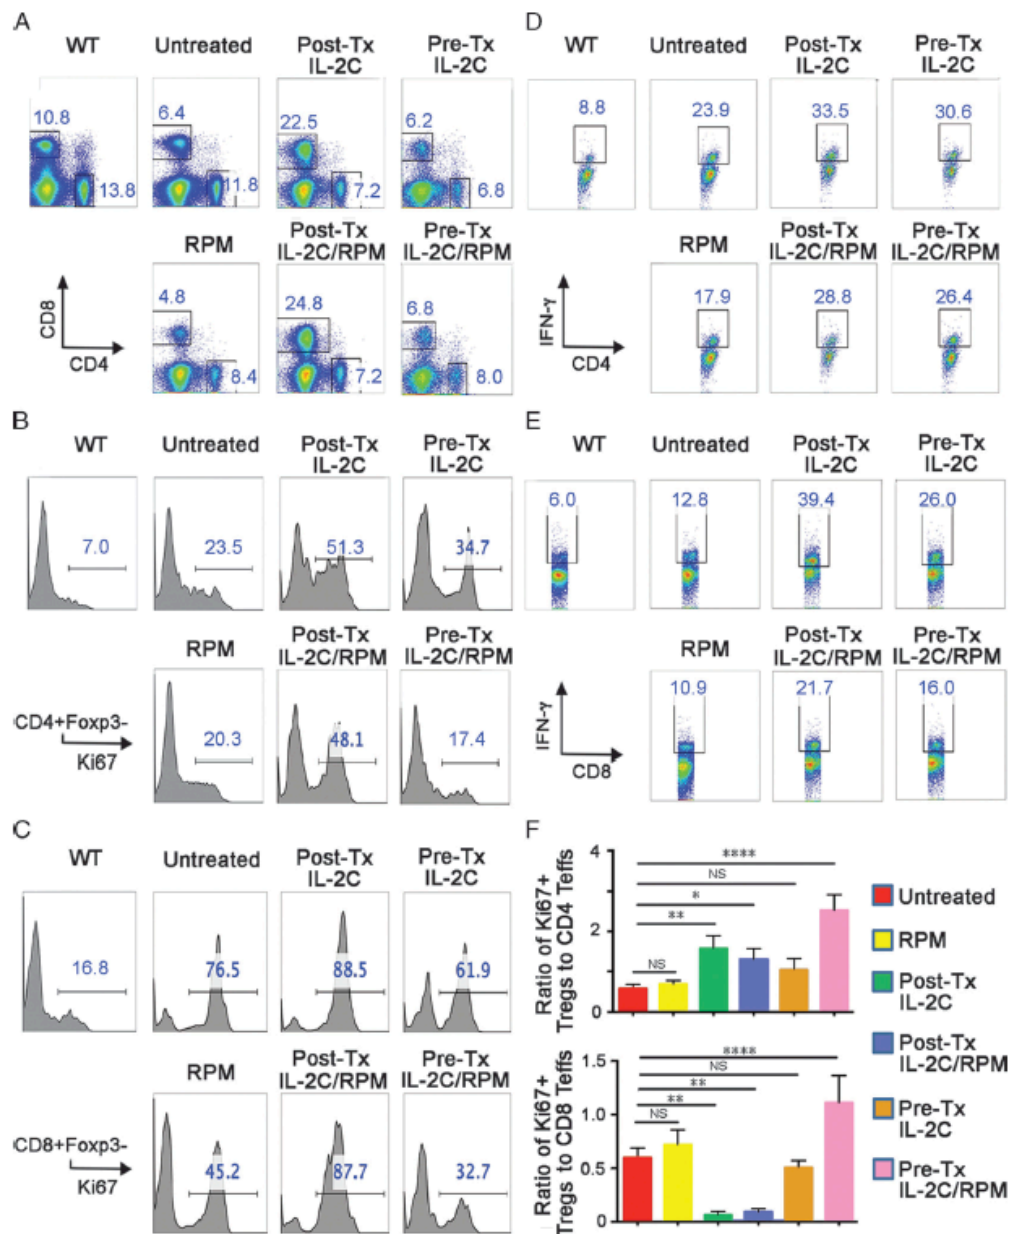 A
WT
Untreated
Post-Tx
IL-2C
Pre-Tx
IL-2C
10.8
13.8
6.4
11.8
22.5
7.2
6.2
6.8
RPM
Post-Tx
IL-2C/RPM
Pre-Tx
IL-2C/RPM
CD8
CD4
4.8
8.4
24.8
7.2
6.8
8.0
B
WT
Untreated
Post-Tx
IL-2C
Pre-Tx
IL-2C
7.0
23.5
51.3
34.7
RPM
Post-Tx
IL-2C/RPM
Pre-Tx
IL-2C/RPM
CD4+Foxp3-
Ki67
20.3
48.1
17.4
C
WT
Untreated
Post-Tx
IL-2C
Pre-Tx
IL-2C
16.8
76.5
88.5
61.9
RPM
Post-Tx
IL-2C/RPM
Pre-Tx
IL-2C/RPM
CD8+Foxp3-
Ki67
45.2
87.7
32.7
D
WT
Untreated
Post-Tx
IL-2C
Pre-Tx
IL-2C
8.8
23.9
33.5
30.6
RPM
Post-Tx
IL-2C/RPM
Pre-Tx
IL-2C/RPM
IFN-γ
CD4
17.9
28.8
26.4
E
WT
Untreated
Post-Tx
IL-2C
Pre-Tx
IL-2C
6.0
12.8
39.4
26.0
RPM
Post-Tx
IL-2C/RPM
Pre-Tx
IL-2C/RPM
IFN-γ
CD8
10.9
21.7
16.0
F
Ratio of Ki67+
Tregs to CD4 Teffs
4
2
0
****
NS
*
**
NS
Ratio of Ki67+
Tregs to CD8 Teffs
1.5
1.0
0.5
0
****
NS
**
**
NS
Untreated
RPM
Post-Tx
IL-2C
Post-Tx
IL-2C/RPM
Pre-Tx
IL-2C
Pre-Tx
IL-2C/RPM